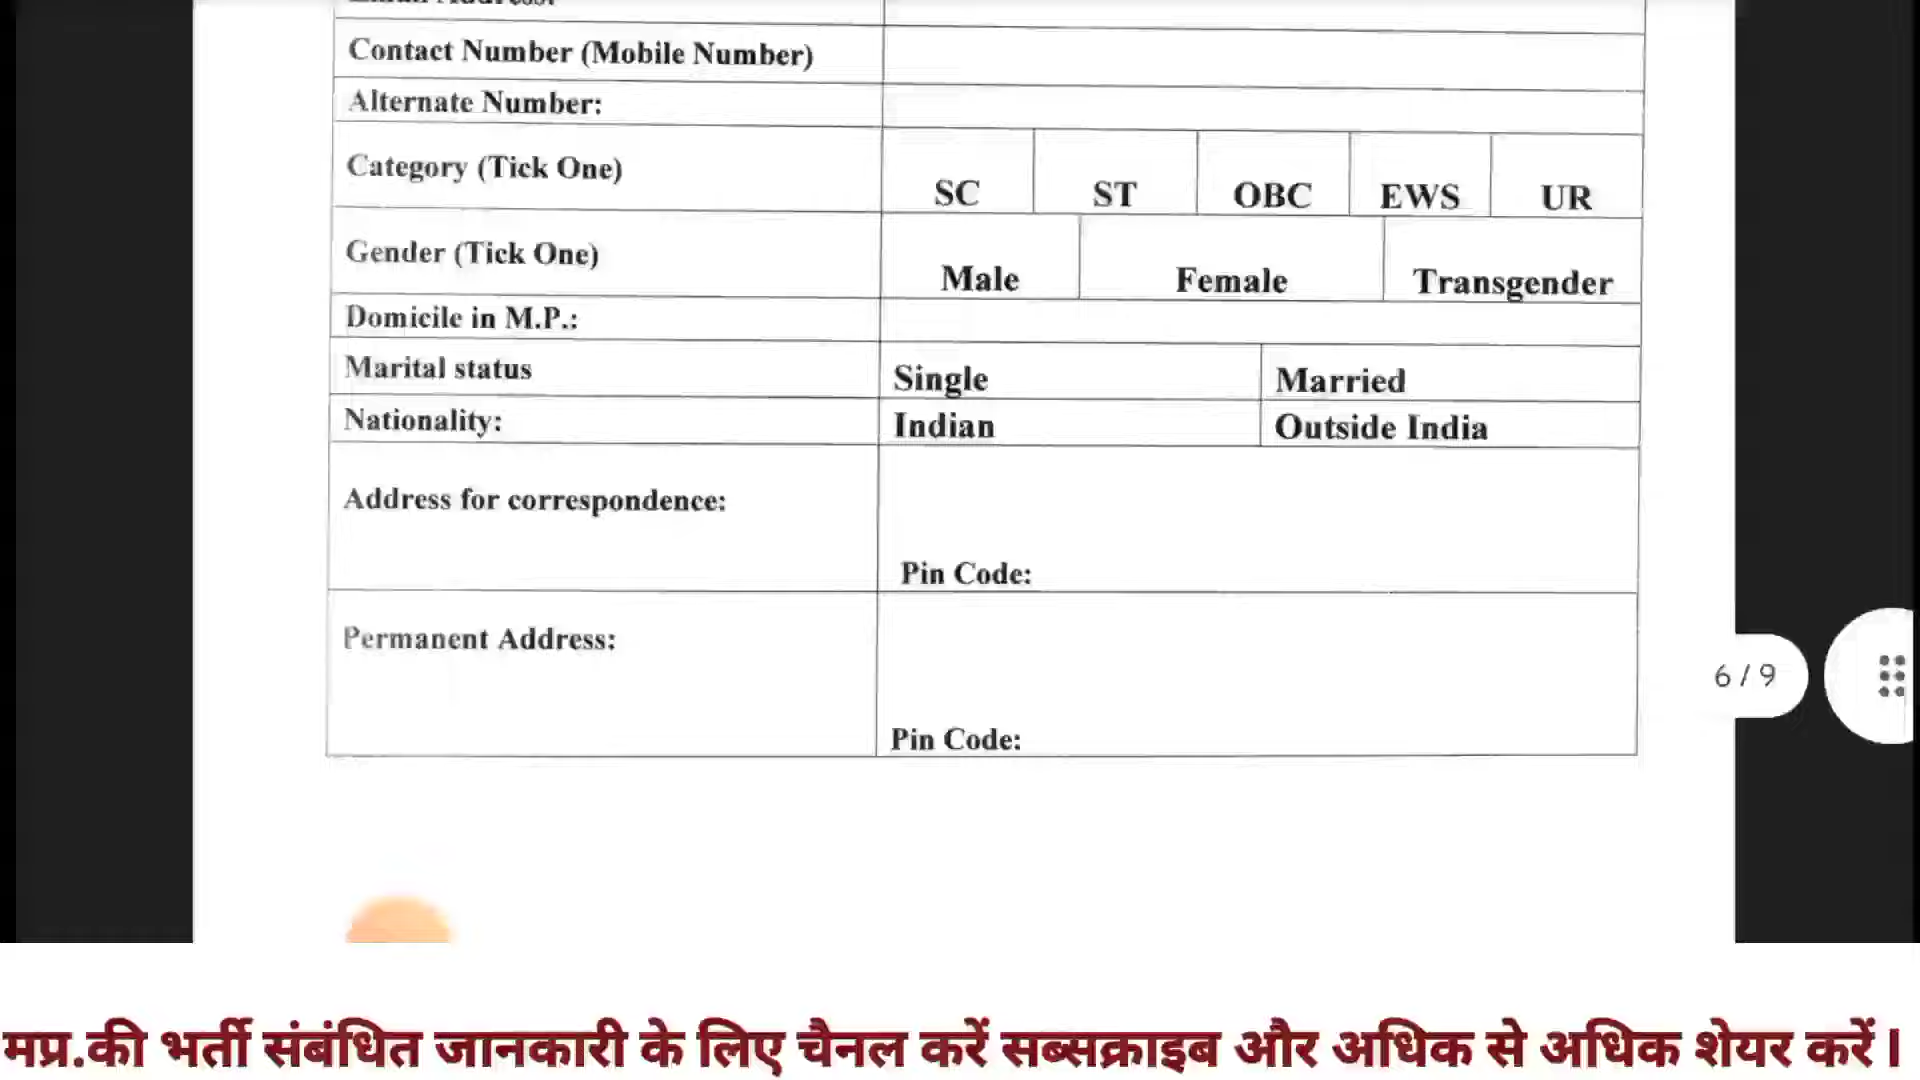 Contact Number (Mobile Number)
Alternate Number:
Category (Tick One)
SC ST OBC EWS UR
Gender (Tick One)
Male Female Transgender
Domicile in M.P.:
Marital status Single Married
Nationality: Indian Outside India
Address for correspondence:
Pin Code:
Permanent Address:
Pin Code:
6 / 9
मप्र.की भर्ती संबंधित जानकारी के लिए चैनल करें सब्सक्राइब और अधिक से अधिक शेयर करें।